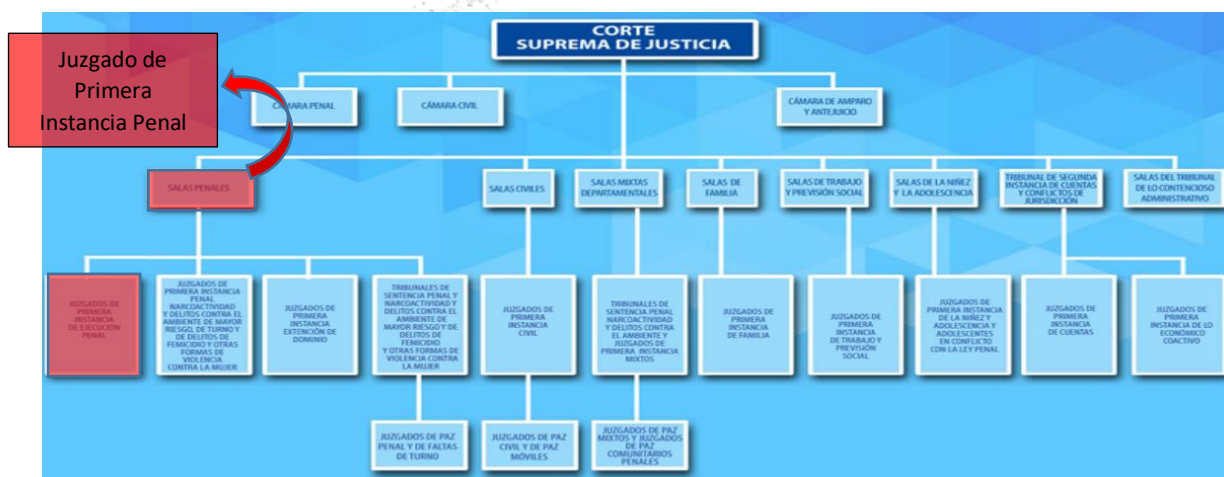 CORTE
SUPREMA DE JUSTICIA
Juzgado de
Primera
Instancia Penal
CÁMARA PENAL
CÁMARA CIVIL
CÁMARA DE AMPARO
Y ANTEJUICIO
SALAS PENALES
SALAS CIVILES
SALAS MIXTAS
DEPARTAMENTALES
SALAS DE
FAMILIA
SALAS DE TRABAJO
Y PREVISIÓN SOCIAL
SALAS DE LA NIÑEZ
Y LA ADOLESCENCIA
TRIBUNAL DE SEGUNDA
INSTANCIA DE CUENTAS
Y CONFLICTOS DE
JURISDICCIÓN
SALAS DEL TRIBUNAL
DE LO CONTENCIOSO
ADMINISTRATIVO
JUZGADOS DE
PRIMERA
INSTANCIA
DE EJECUCIÓN
PENAL
JUZGADOS DE
PRIMERA INSTANCIA
PENAL
NARCOACTIVIDAD
Y DELITOS CONTRA EL
AMBIENTE DE MAYOR
RIESGO, DE TURNO Y
DE DELITOS DE
FEMICIDIO Y OTRAS
FORMAS DE
VIOLENCIA
CONTRA LA MUJER
JUZGADOS DE
PRIMERA
INSTANCIA
EXTENCIÓN DE
DOMINIO
TRIBUNALES DE
SENTENCIA PENAL Y
NARCOACTIVIDAD Y
DELITOS CONTRA EL
AMBIENTE DE
MAYOR RIESGO Y DE
DELITOS DE
FEMICIDIO
Y OTRAS FORMAS DE
VIOLENCIA CONTRA
LA MUJER
JUZGADOS DE
PRIMERA
INSTANCIA
CIVIL
TRIBUNALES DE
SENTENCIA PENAL
NARCOACTIVIDAD
Y DELITOS CONTRA
EL AMBIENTE Y
JUZGADOS DE
PRIMERA INSTANCIA
MIXTOS
JUZGADOS DE
PRIMERA
INSTANCIA
DE FAMILIA
JUZGADOS DE
PRIMERA
INSTANCIA
DE TRABAJO Y
PREVISIÓN
SOCIAL
JUZGADOS DE
PRIMERA INSTANCIA
DE LA NIÑEZ Y
ADOLESCENCIA Y
ADOLESCENTES
EN CONFLICTO
CON LA LEY PENAL
JUZGADOS DE
PRIMERA
INSTANCIA
DE CUENTAS
JUZGADOS DE
PRIMERA
INSTANCIA DE LO
ECONÓMICO
COACTIVO
JUZGADOS DE PAZ
PENAL Y DE FALTAS
DE TURNO
JUZGADOS DE PAZ
CIVIL Y DE PAZ
MÓVILES
JUZGADOS DE PAZ
MIXTOS Y JUZGADOS
DE PAZ
COMUNITARIOS
PENALES